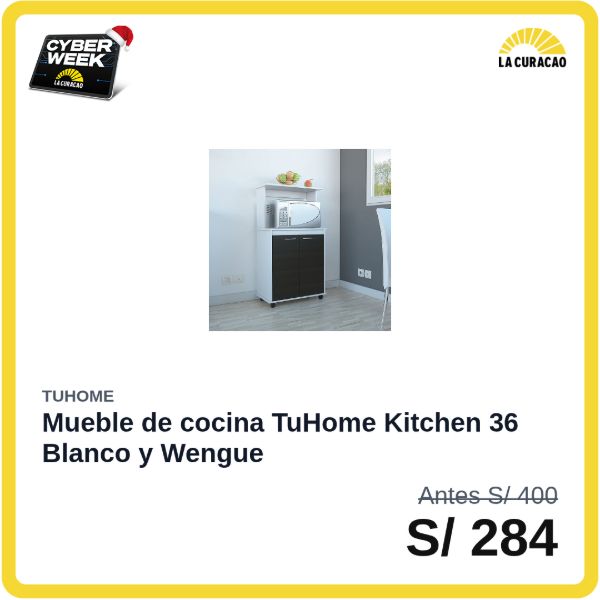 CYBER
WEEK
LA CURACAO
LA CURACAO
TUHOME
Mueble de cocina TuHome Kitchen 36
Blanco y Wengue
Antes S/ 400
S/ 284